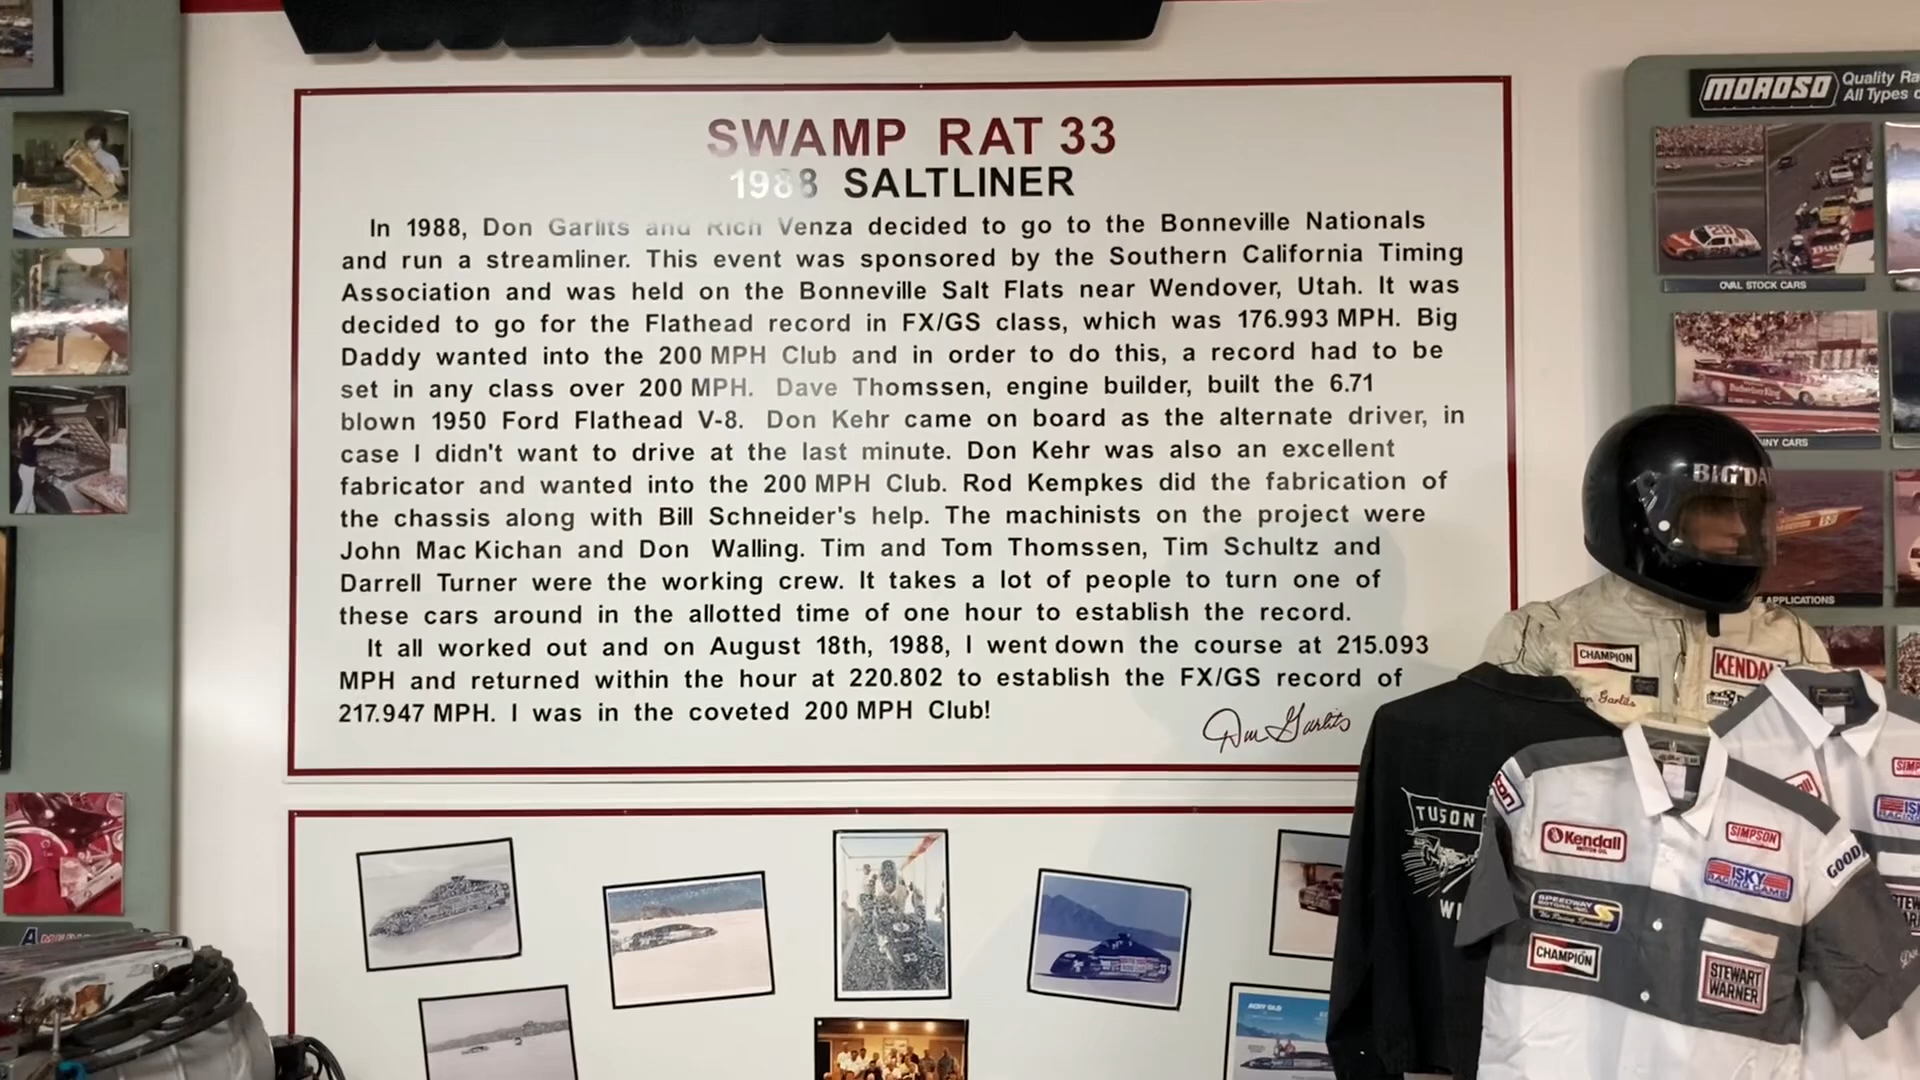 SWAMP RAT 33
1988 SALTLINER
In 1988, Don Garlits and Rich Venza decided to go to the Bonneville Nationals
and run a streamliner. This event was sponsored by the Southern California Timing
Association and was held on the Bonneville Salt Flats near Wendover, Utah. It was
decided to go for the Flathead record in FX/GS class, which was 176.993 MPH. Big
Daddy wanted into the 200 MPH Club and in order to do this, a record had to be
set in any class over 200 MPH. Dave Thomssen, engine builder, built the 6.71
blown 1950 Ford Flathead V-8. Don Kehr came on board as the alternate driver, in
case I didn't want to drive at the last minute. Don Kehr was also an excellent
fabricator and wanted into the 200 MPH Club. Rod Kempkes did the fabrication of
the chassis along with Bill Schneider's help. The machinists on the project were
John Mac Kichan and Don Walling. Tim and Tom Thomssen, Tim Schultz and
Darrell Turner were the working crew. It takes a lot of people to turn one of
these cars around in the allotted time of one hour to establish the record.
It all worked out and on August 18th, 1988, I went down the course at 215.093
MPH and returned within the hour at 220.802 to establish the FX/GS record of
217.947 MPH. I was in the coveted 200 MPH Club!
Don Garlits
MOROSO
Quality
All Types
OVAL STOCK CARS
APPLICATIONS
BIG DA
CHAMPION
KENDAL
Garlits
TUSON
Kendall
MOTOR OIL
SIMPSON
ISKY
RACING CAMS
GOOD
SPEEDWAY
MOTORS, INC.
CHAMPION
STEWART
WARNER